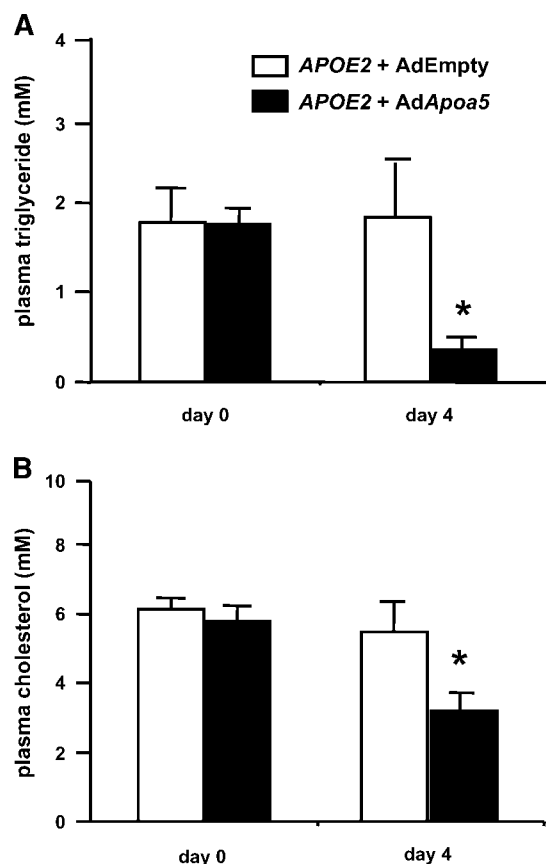 A
4
3
2
1
0
plasma triglyceride (mM)
APOE2 + AdEmpty
APOE2 + AdApoa5
*
day 0
day 4
B
10
8
6
4
2
0
plasma cholesterol (mM)
*
day 0
day 4